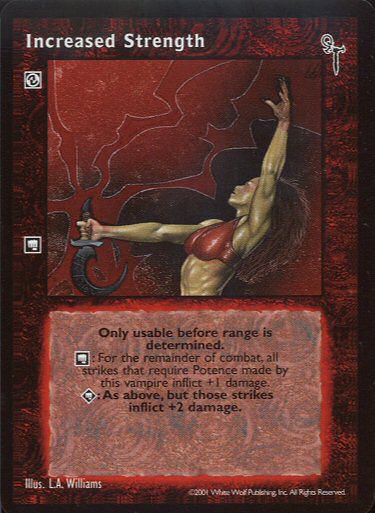 Increased Strength
Only usable before range is
determined.
: For the remainder of combat, all
strikes that require Potence made by
this vampire inflict +1 damage.
: As above, but those strikes
inflict +2 damage.
Illus. L.A. Williams
©2001 White Wolf Publishing, Inc. All Rights Reserved.